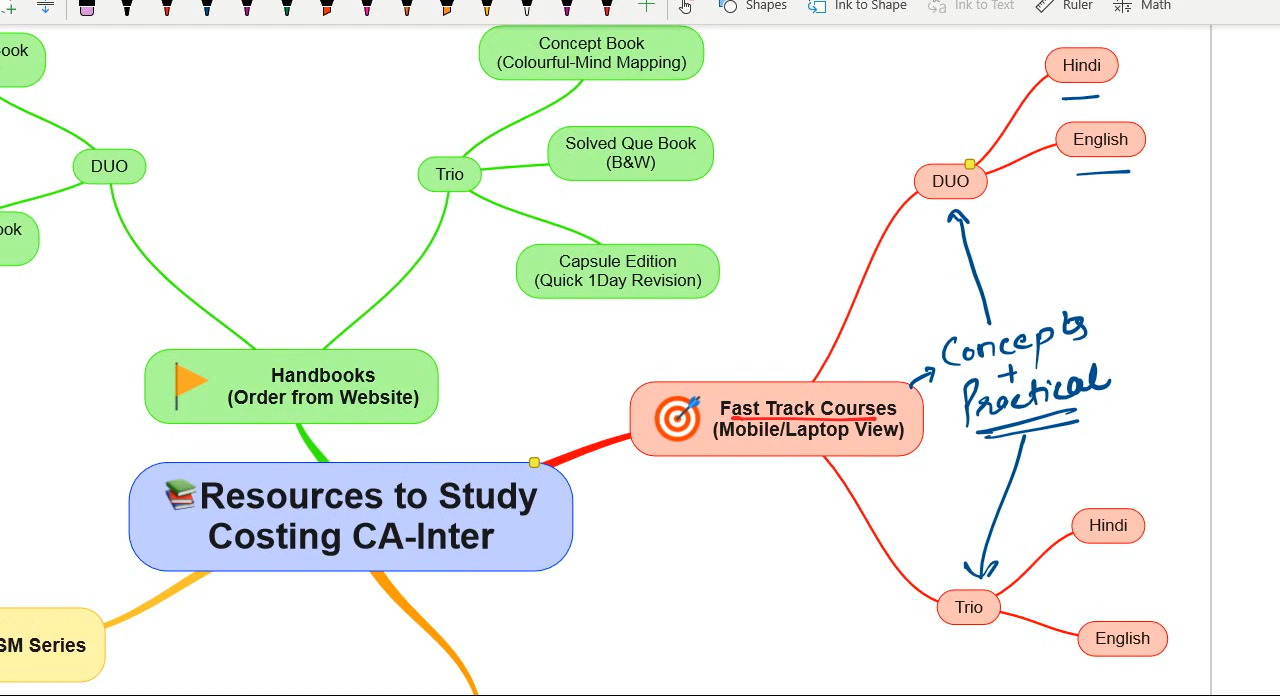 Shapes
Ink to Shape
Ink to Text
Ruler
Math
ook
DUO
ook
Concept Book
(Colourful-Mind Mapping)
Solved Que Book
(B&W)
Trio
Capsule Edition
(Quick 1Day Revision)
Handbooks
(Order from Website)
Resources to Study
Costing CA-Inter
SM Series
Fast Track Courses
(Mobile/Laptop View)
Hindi
English
DUO
Concepts
+
Practical
Hindi
Trio
English